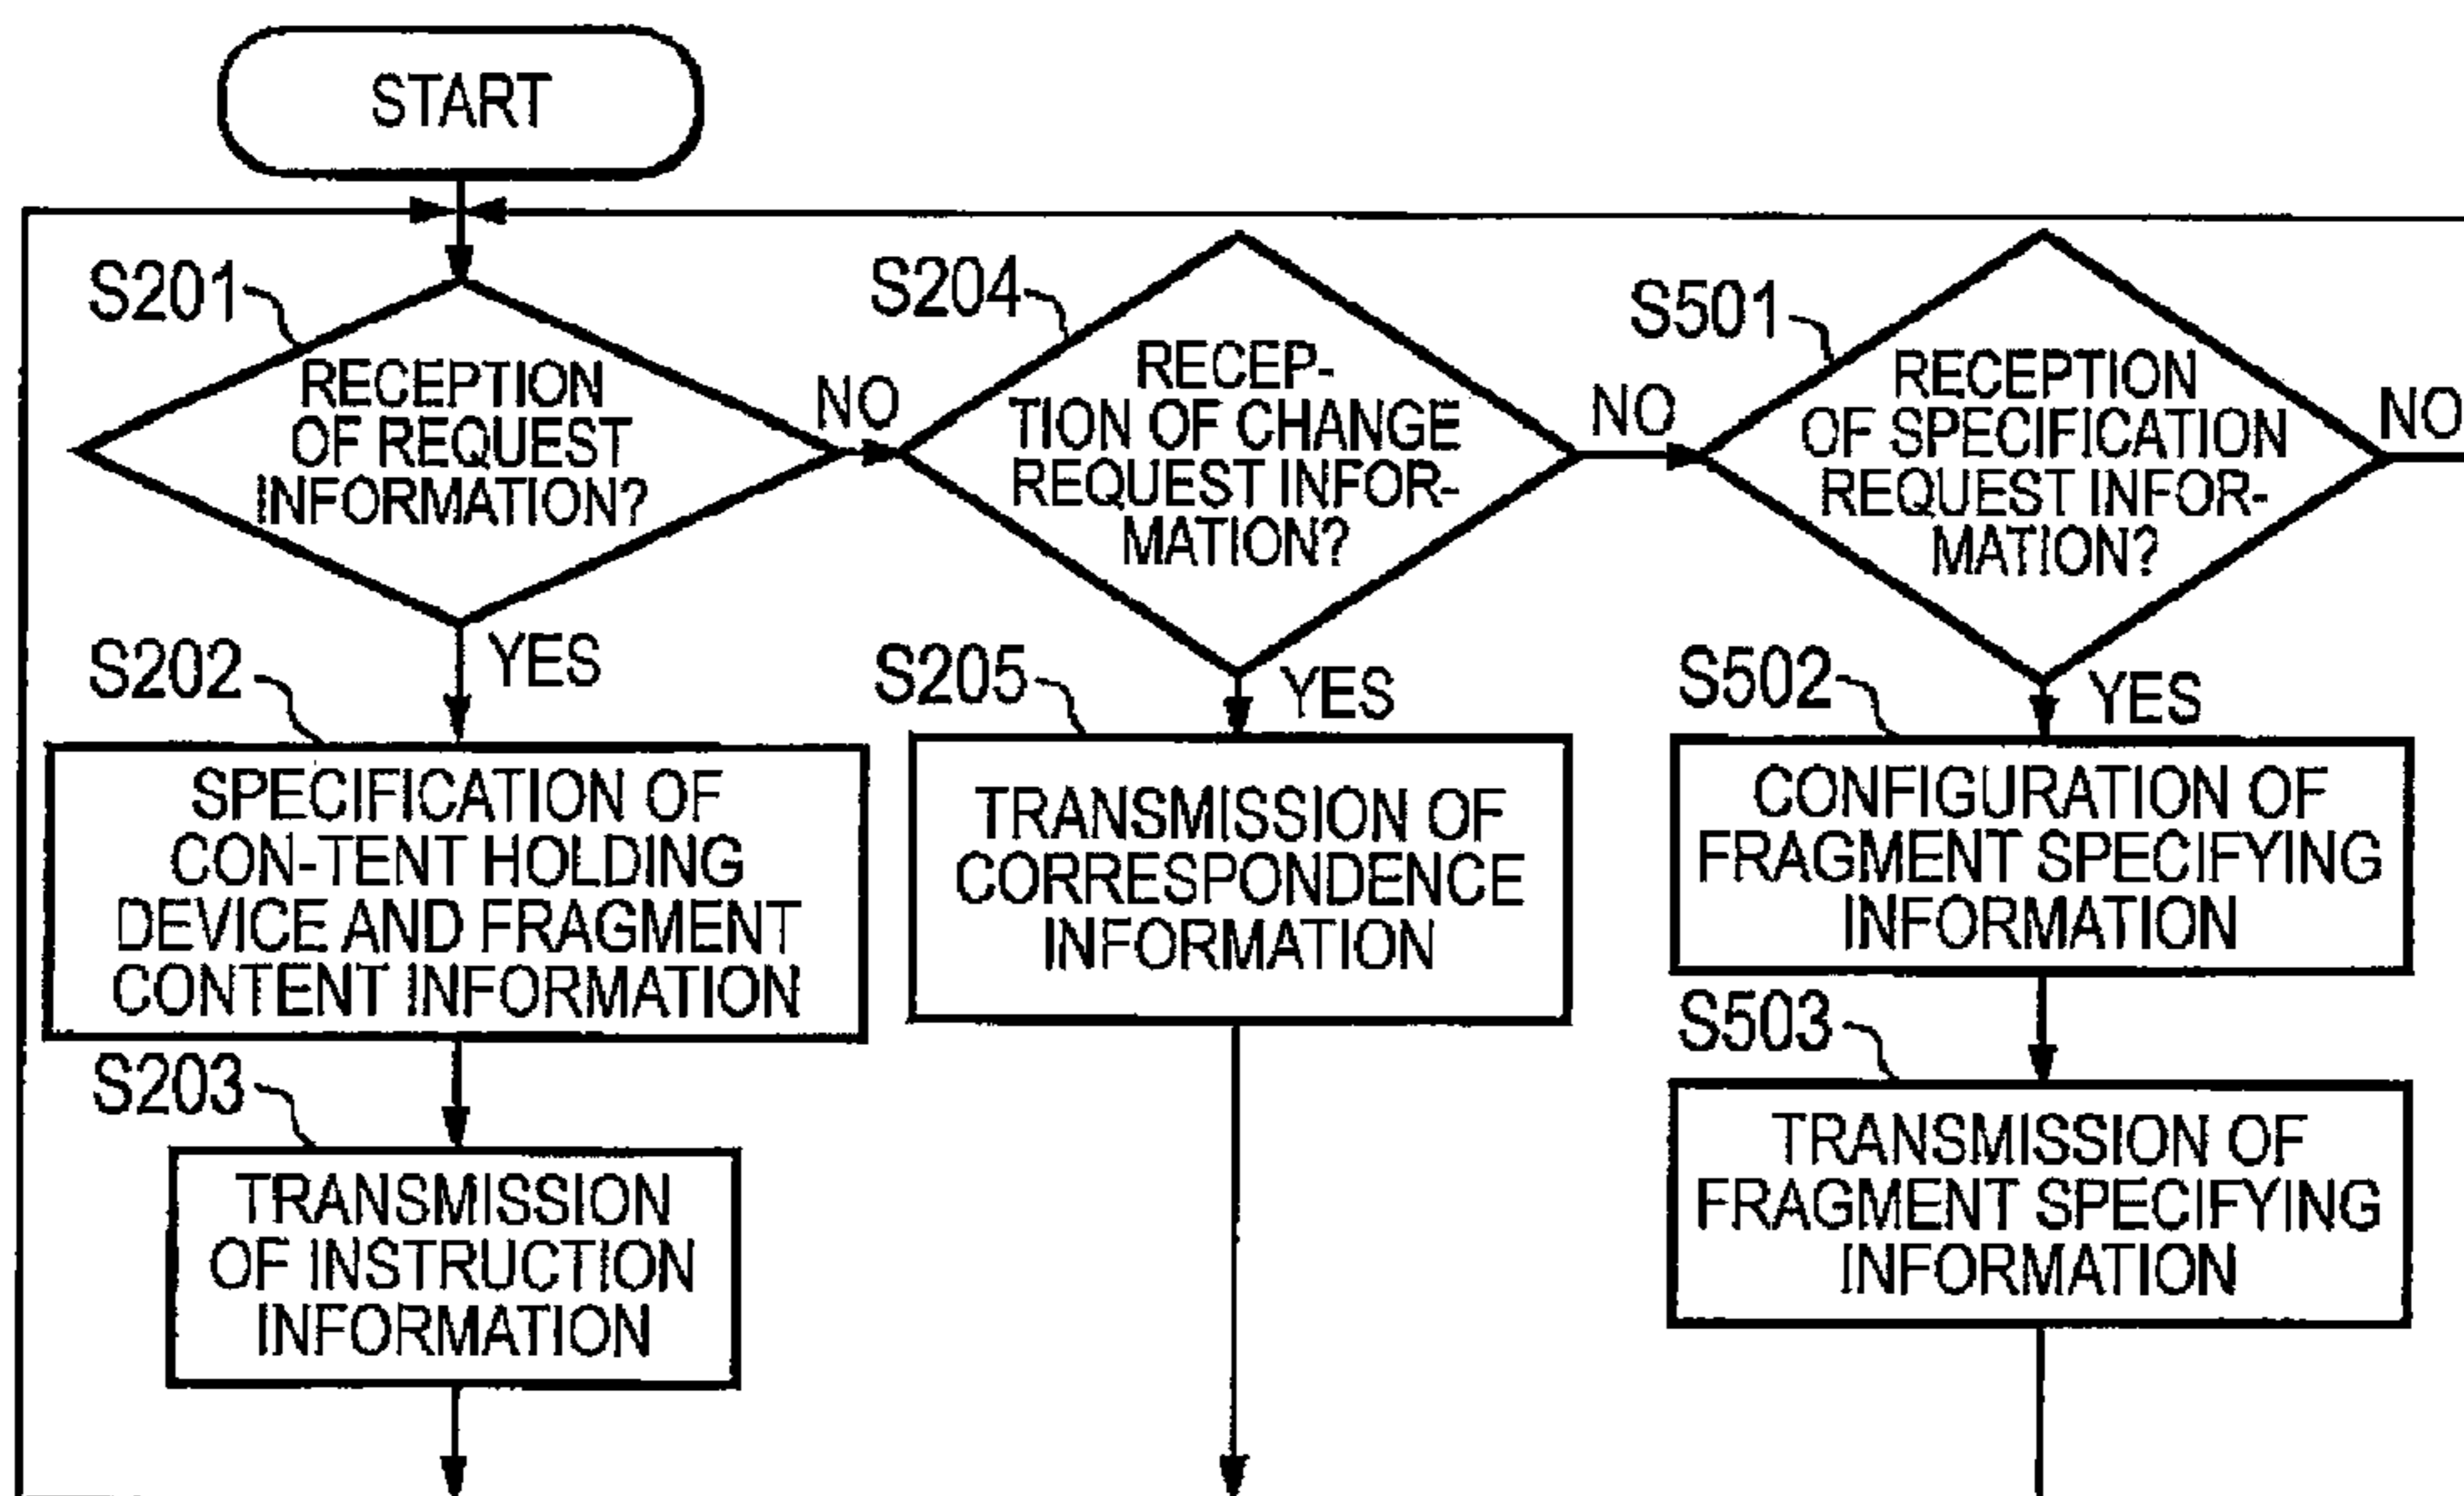 START
S201
RECEPTION
OF REQUEST
INFORMATION?
NO
YES
S202
SPECIFICATION OF
CON-TENT HOLDING
DEVICE AND FRAGMENT
CONTENT INFORMATION
S203
TRANSMISSION
OF INSTRUCTION
INFORMATION
S204
RECEP-
TION OF CHANGE
REQUEST INFOR-
MATION?
NO
YES
S205
TRANSMISSION OF
CORRESPONDENCE
INFORMATION
S501
RECEPTION
OF SPECIFICATION
REQUEST INFOR-
MATION?
NO
YES
S502
CONFIGURATION OF
FRAGMENT SPECIFYING
INFORMATION
S503
TRANSMISSION OF
FRAGMENT SPECIFYING
INFORMATION